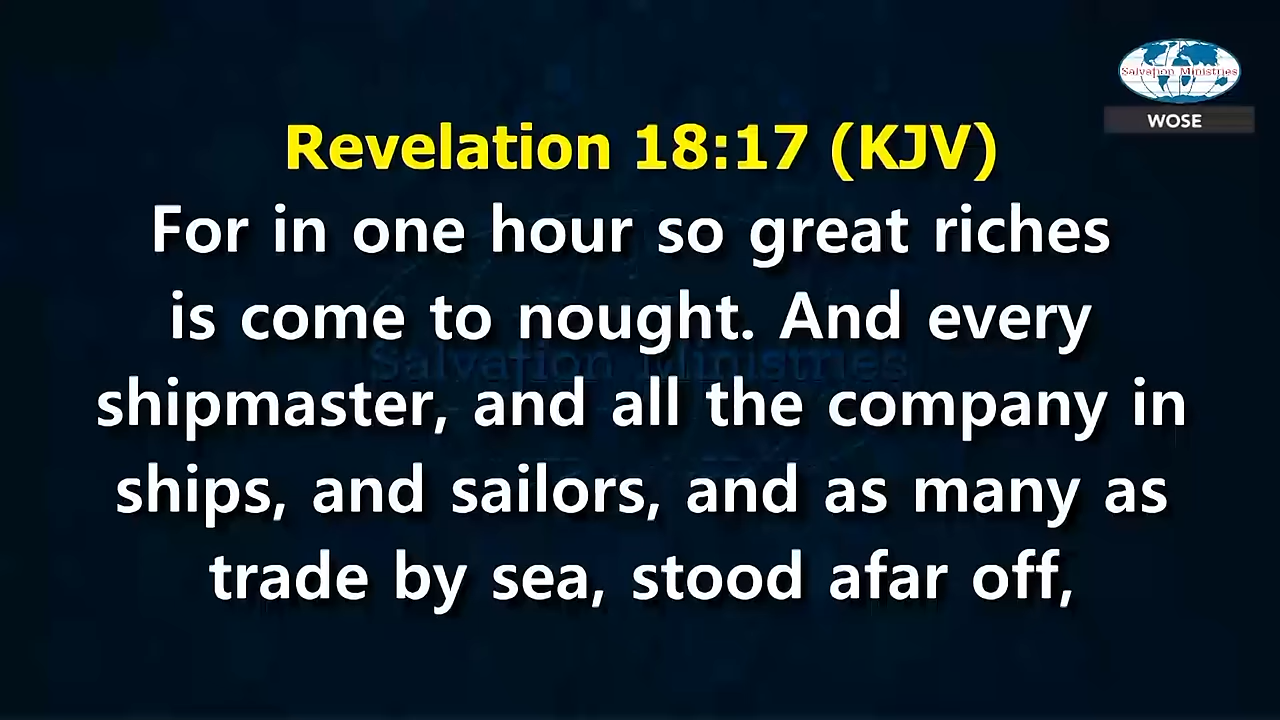 Salvation Ministries
WOSE
Revelation 18:17 (KJV)
For in one hour so great riches
is come to nought. And every
shipmaster, and all the company in
Salvation Ministries
ships, and sailors, and as many as
trade by sea, stood afar off,